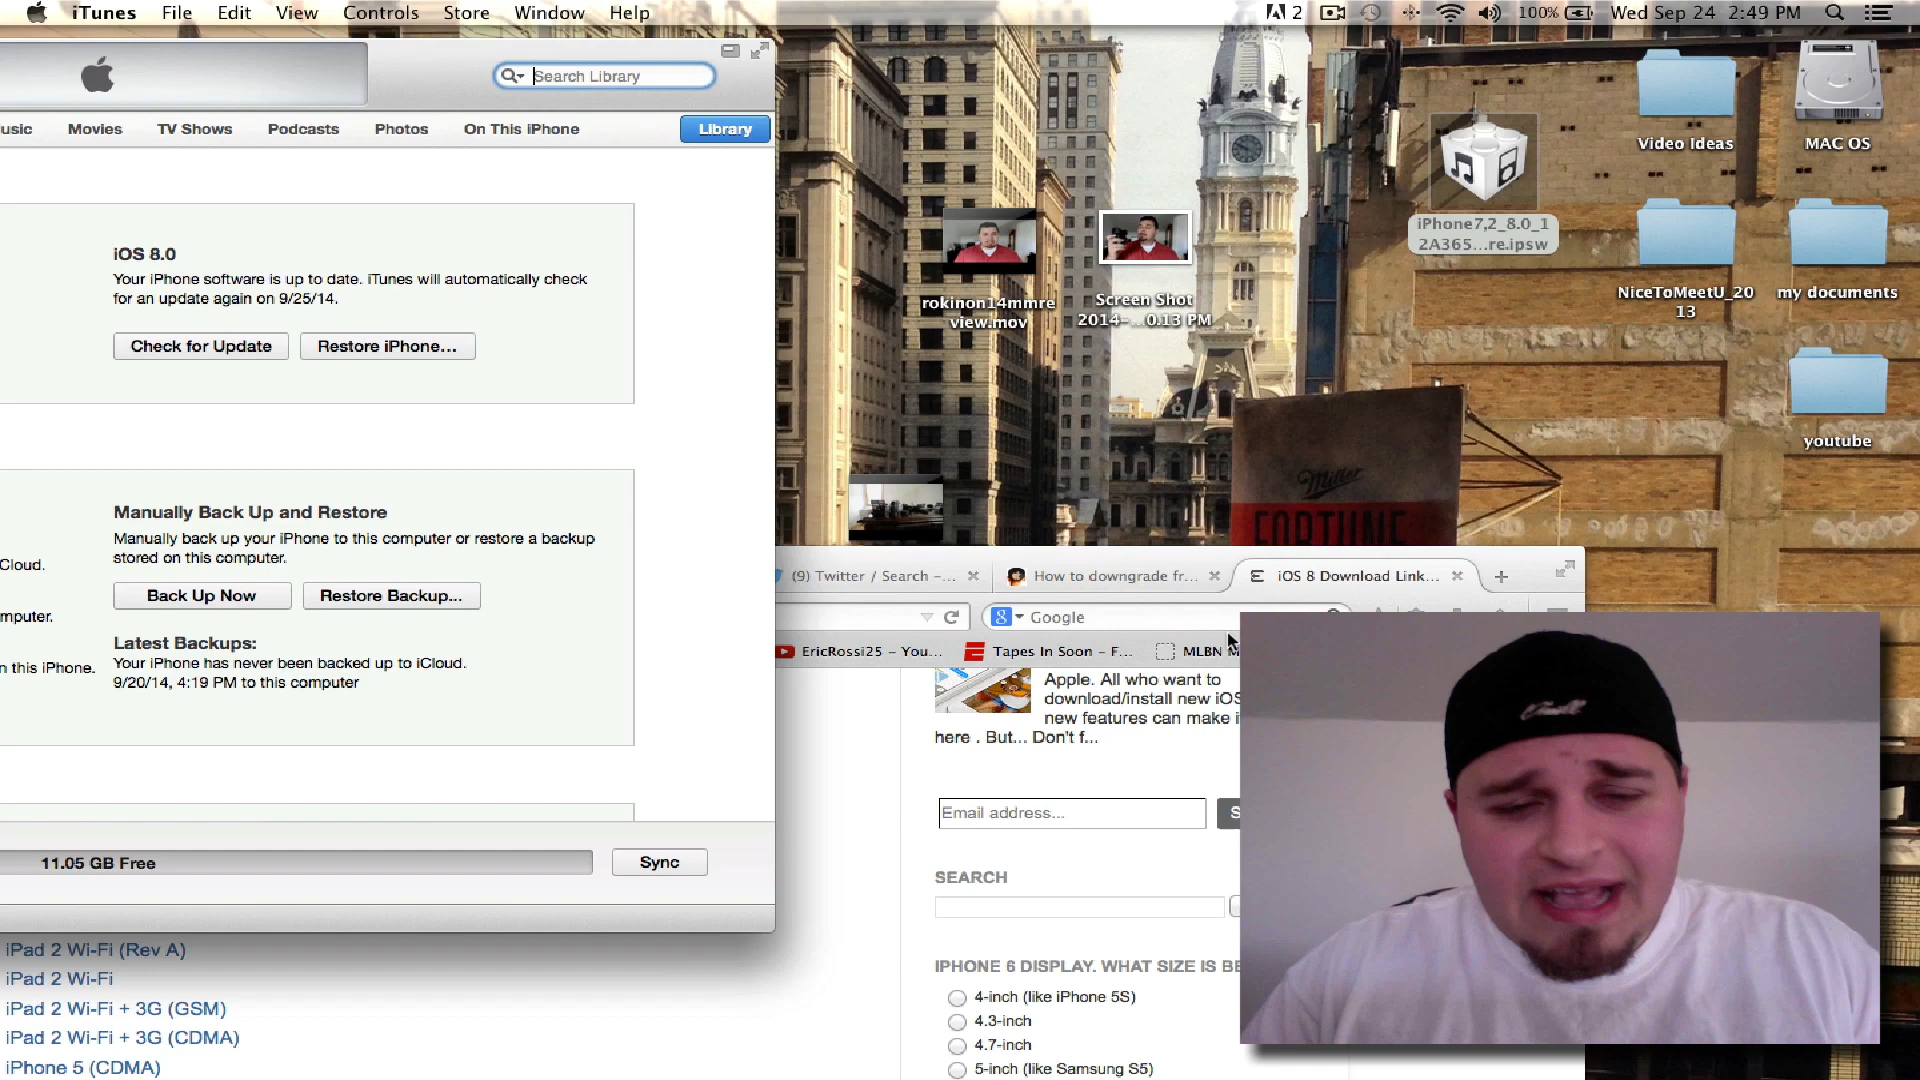 iTunes File Edit View Controls Store Window Help
2 100% Wed Sep 24 2:49 PM
Search Library
usic Movies TV Shows Podcasts Photos On This iPhone Library
iOS 8.0
Your iPhone software is up to date. iTunes will automatically check
for an update again on 9/25/14.
Check for Update Restore iPhone...
Manually Back Up and Restore
Manually back up your iPhone to this computer or restore a backup
stored on this computer.
Cloud.
Back Up Now Restore Backup...
mputer.
Latest Backups:
Your iPhone has never been backed up to iCloud.
n this iPhone.
9/20/14, 4:19 PM to this computer
11.05 GB Free Sync
iPad 2 Wi-Fi (Rev A)
iPad 2 Wi-Fi
iPad 2 Wi-Fi + 3G (GSM)
iPad 2 Wi-Fi + 3G (CDMA)
iPhone 5 (CDMA)
Video Ideas
MAC OS
iPhone7,2_8.0_1
2A365...re.ipsw
NiceToMeetU_20
13
my documents
youtube
rokinon14mmre
view.mov
Screen Shot
2014-...0.13 PM
Miller
FORTUNE
(9) Twitter / Search -... How to downgrade fr... iOS 8 Download Link...
Google
EricRossi25 - You... Tapes In Soon - F... MLBN
Apple. All who want to
download/install new iOS
new features can make i
here . But... Don't f...
Email address... S
SEARCH
IPHONE 6 DISPLAY. WHAT SIZE IS BE
4-inch (like iPhone 5S)
4.3-inch
4.7-inch
5-inch (like Samsung S5)